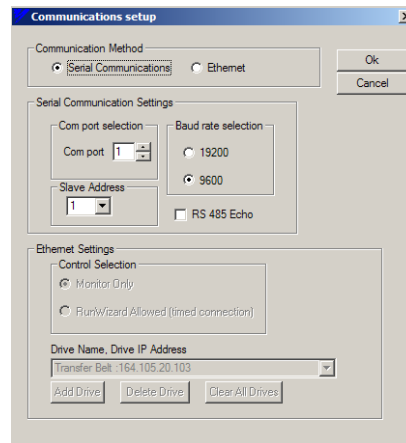 Communications setup
Communication Method
Serial Communications Ethernet
Ok
Cancel
Serial Communication Settings
Com port selection
Com port 1
Baud rate selection
19200
9600
Slave Address
1
RS 485 Echo
Ethernet Settings
Control Selection
Monitor Only
RunWizard Allowed (timed connection)
Drive Name, Drive IP Address
Transfer Belt :164.105.20.103
Add Drive Delete Drive Clear All Drives